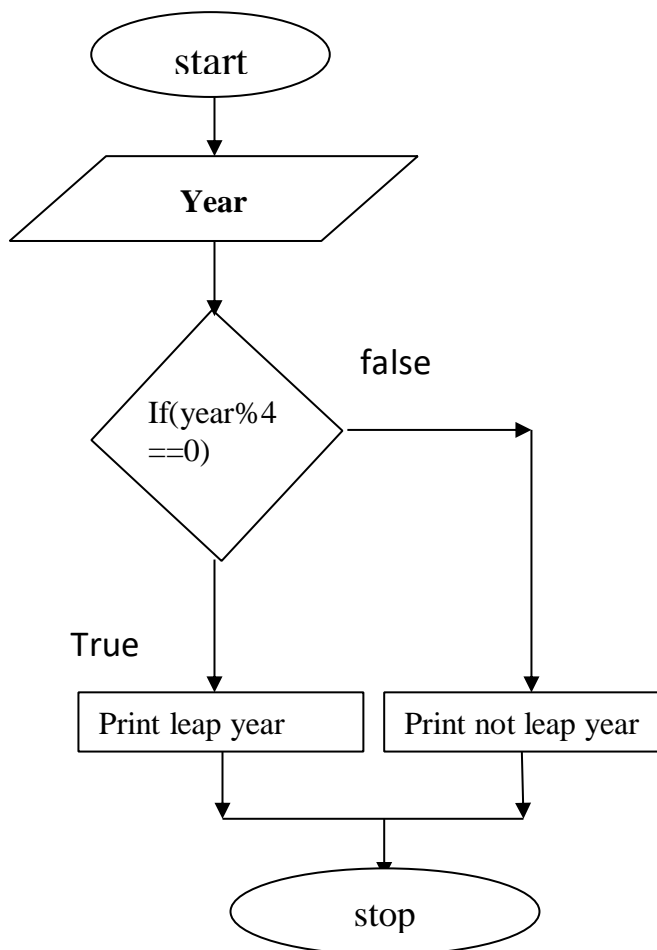 start
Year
false
If(year%4
==0)
True
Print leap year
Print not leap year
stop